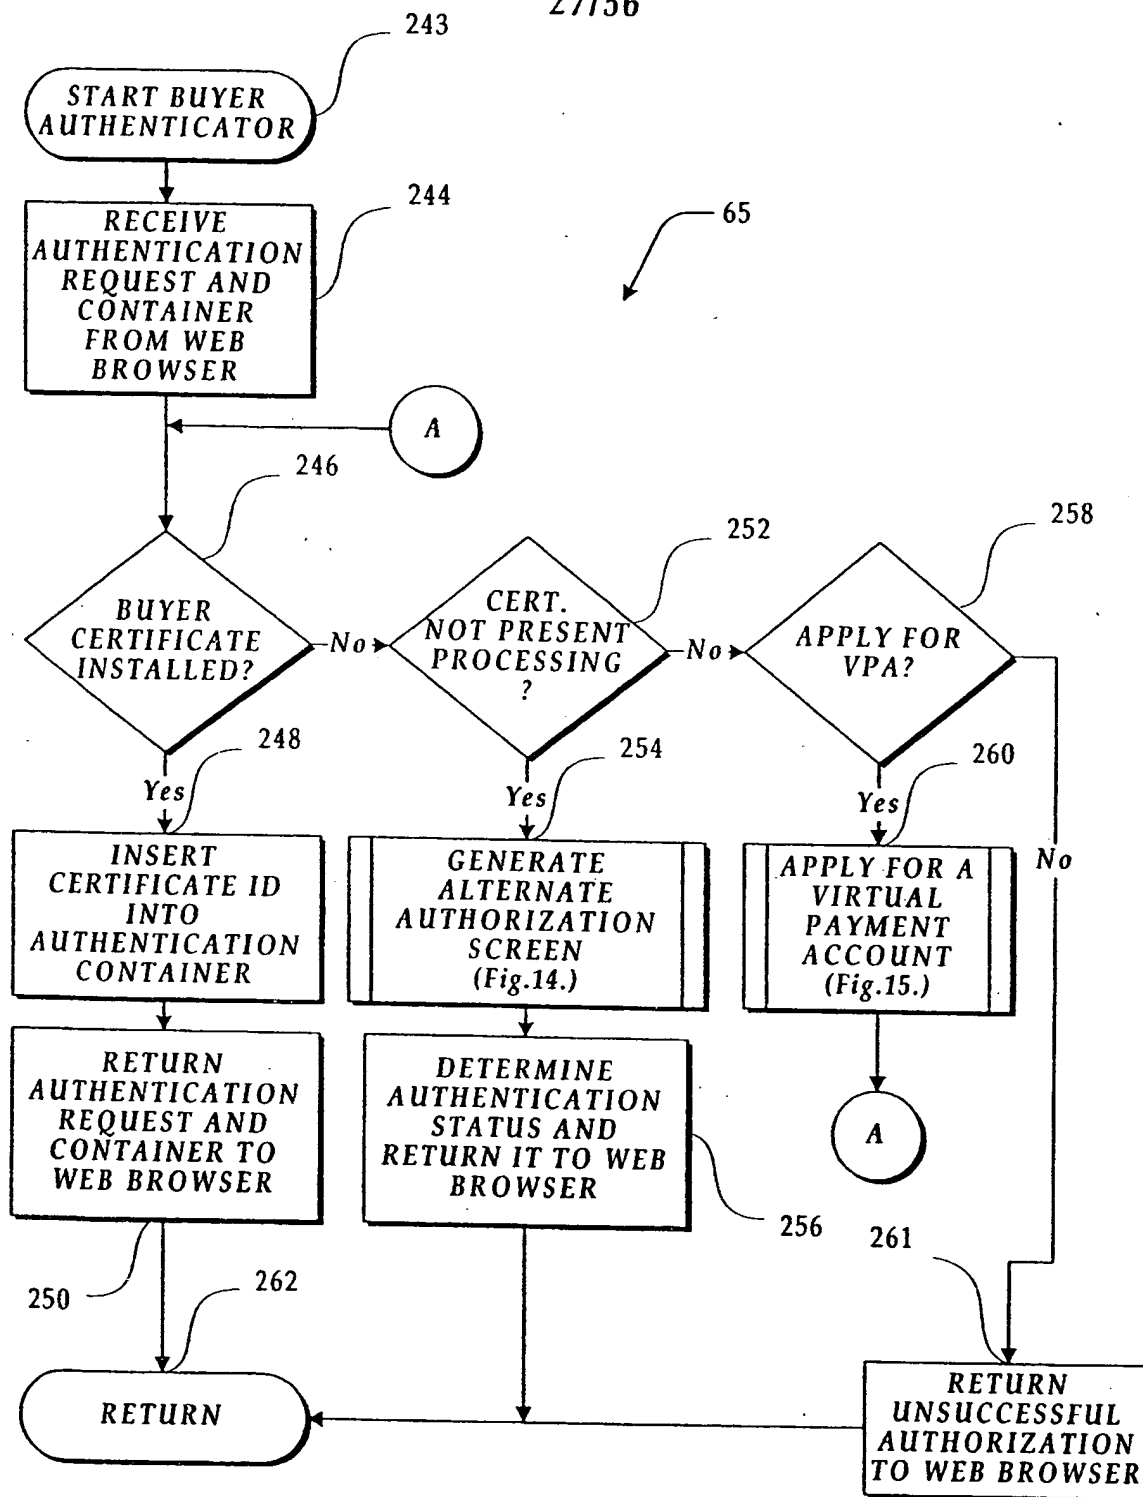 27/56
243
START BUYER
AUTHENTICATOR
244
RECEIVE
AUTHENTICATION
REQUEST AND
CONTAINER
FROM WEB
BROWSER
65
A
246
BUYER
CERTIFICATE
INSTALLED?
No
252
CERT.
NOT PRESENT
PROCESSING
?
No
258
APPLY FOR
VPA?
No
Yes
248
INSERT
CERTIFICATE ID
INTO
AUTHENTICATION
CONTAINER
Yes
254
GENERATE
ALTERNATE
AUTHORIZATION
SCREEN
(Fig.14.)
Yes
260
APPLY FOR A
VIRTUAL
PAYMENT
ACCOUNT
(Fig.15.)
RETURN
AUTHENTICATION
REQUEST AND
CONTAINER TO
WEB BROWSER
250
DETERMINE
AUTHENTICATION
STATUS AND
RETURN IT TO WEB
BROWSER
256
A
261
262
RETURN
RETURN
UNSUCCESSFUL
AUTHORIZATION
TO WEB BROWSER